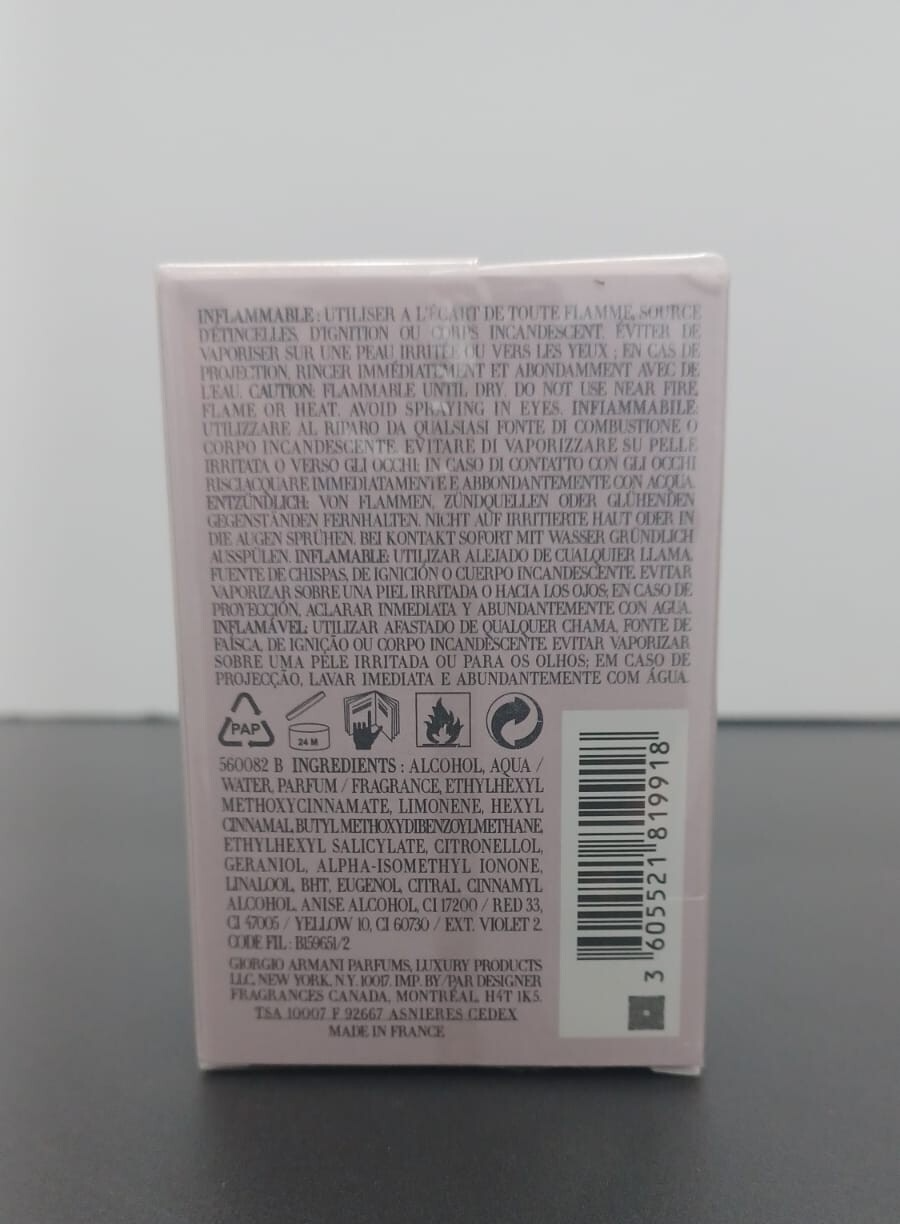 INFLAMMABLE : UTILISER A L'ÉCART DE TOUTE FLAMME, SOURCE
D'ÉTINCELLES, D'IGNITION OU CORPS INCANDESCENT. ÉVITER DE
VAPORISER SUR UNE PEAU IRRITÉE OU VERS LES YEUX ; EN CAS DE
PROJECTION, RINCER IMMÉDIATEMENT ET ABONDAMMENT AVEC DE
L'EAU. CAUTION: FLAMMABLE UNTIL DRY. DO NOT USE NEAR FIRE,
FLAME OR HEAT. AVOID SPRAYING IN EYES. INFIAMMABILE:
UTILIZZARE AL RIPARO DA QUALSIASI FONTE DI COMBUSTIONE O
CORPO INCANDESCENTE. EVITARE DI VAPORIZZARE SU PELLE
IRRITATA O VERSO GLI OCCHI; IN CASO DI CONTATTO CON GLI OCCHI
RISCIACQUARE IMMEDIATAMENTE E ABBONDANTEMENTE CON ACQUA.
ENTZÜNDLICH: VON FLAMMEN, ZÜNDQUELLEN ODER GLÜHENDEN
GEGENSTÄNDEN FERNHALTEN. NICHT AUF IRRITIERTE HAUT ODER IN
DIE AUGEN SPRÜHEN. BEI KONTAKT SOFORT MIT WASSER GRÜNDLICH
AUSSPÜLEN. INFLAMABLE: UTILIZAR ALEJADO DE CUALQUIER LLAMA,
FUENTE DE CHISPAS, DE IGNICIÓN O CUERPO INCANDESCENTE. EVITAR
VAPORIZAR SOBRE UNA PIEL IRRITADA O HACIA LOS OJOS; EN CASO DE
PROYECCIÓN, ACLARAR INMEDIATA Y ABUNDANTEMENTE CON AGUA.
INFLAMÁVEL: UTILIZAR AFASTADO DE QUALQUER CHAMA, FONTE DE
FAÍSCA, DE IGNIÇÃO OU CORPO INCANDESCENTE. EVITAR VAPORIZAR
SOBRE UMA PELE IRRITADA OU PARA OS OLHOS; EM CASO DE
PROJECÇÃO, LAVAR IMEDIATA E ABUNDANTEMENTE COM ÁGUA.
PAP
24 M
560082 B INGREDIENTS : ALCOHOL, AQUA /
WATER, PARFUM / FRAGRANCE, ETHYLHEXYL
METHOXYCINNAMATE, LIMONENE, HEXYL
CINNAMAL, BUTYL METHOXYDIBENZOYLMETHANE,
ETHYLHEXYL SALICYLATE, CITRONELLOL,
GERANIOL, ALPHA-ISOMETHYL IONONE,
LINALOOL, BHT, EUGENOL, CITRAL, CINNAMYL
ALCOHOL, ANISE ALCOHOL, CI 17200 / RED 33,
CI 47005 / YELLOW 10, CI 60730 / EXT. VIOLET 2.
CODE FIL : B159651/2
GIORGIO ARMANI PARFUMS, LUXURY PRODUCTS
LLC, NEW YORK, N.Y. 10017. IMP. BY/PAR DESIGNER
FRAGRANCES CANADA, MONTRÉAL, H4T 1K5.
TSA 10007 F 92667 ASNIERES CEDEX
MADE IN FRANCE
3 605521 819918